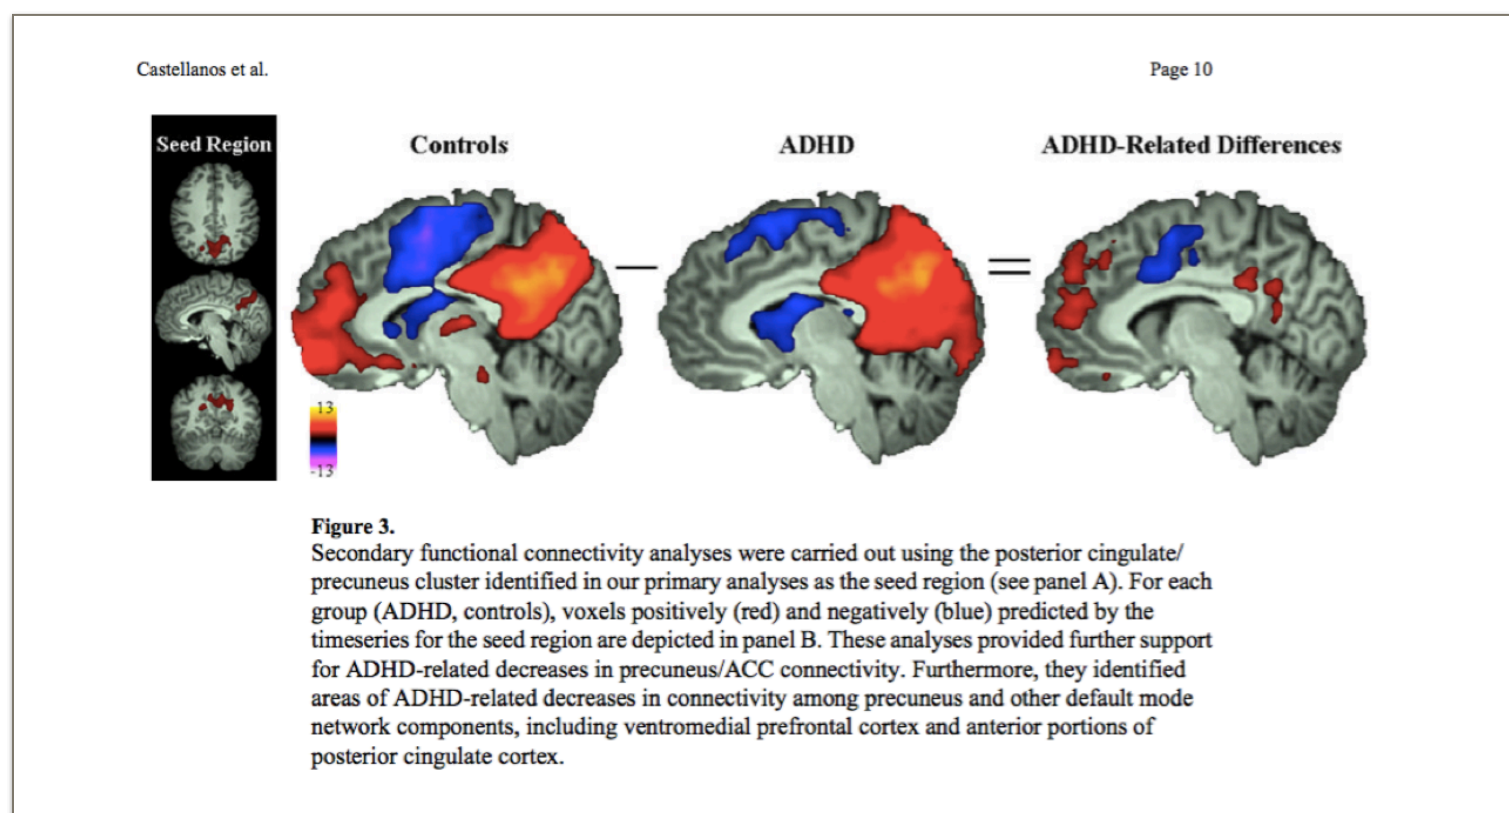 Castellanos et al.
Page 10
Seed Region
Controls
ADHD
ADHD-Related Differences
13
-13
Figure 3.
Secondary functional connectivity analyses were carried out using the posterior cingulate/
precuneus cluster identified in our primary analyses as the seed region (see panel A). For each
group (ADHD, controls), voxels positively (red) and negatively (blue) predicted by the
timeseries for the seed region are depicted in panel B. These analyses provided further support
for ADHD-related decreases in precuneus/ACC connectivity. Furthermore, they identified
areas of ADHD-related decreases in connectivity among precuneus and other default mode
network components, including ventromedial prefrontal cortex and anterior portions of
posterior cingulate cortex.